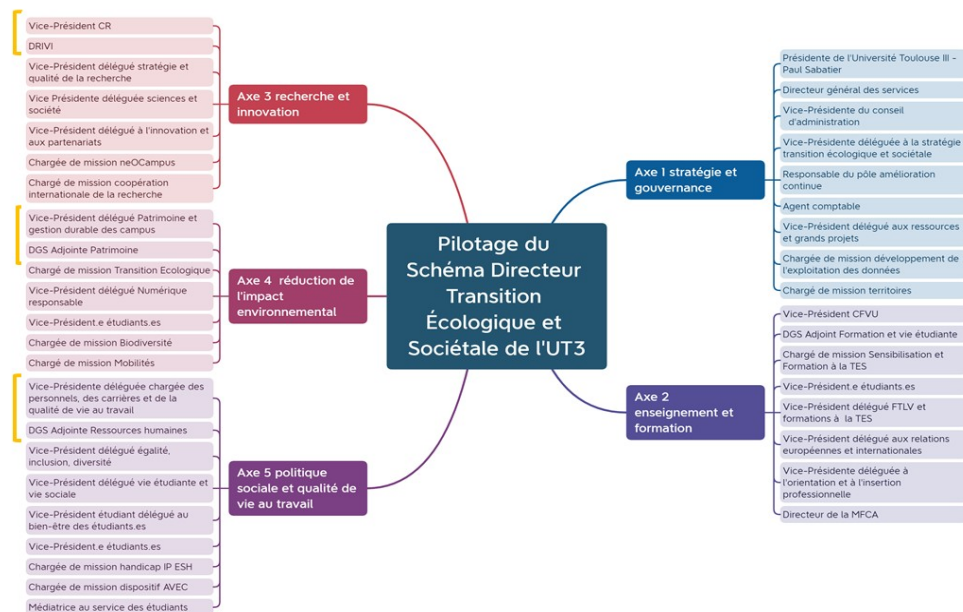 Pilotage du
Schéma Directeur
Transition
Écologique et
Sociétale de l'UT3
Axe 1 stratégie et
gouvernance
Présidente de l'Université Toulouse III -
Paul Sabatier
Directeur général des services
Vice-Présidente du conseil
d'administration
Vice-Présidente déléguée à la stratégie
transition écologique et sociétale
Responsable du pôle amélioration
continue
Agent comptable
Vice-Président délégué aux ressources
et grands projets
Chargée de mission développement de
l'exploitation des données
Chargé de mission territoires
Axe 2
enseignement et
formation
Vice-Président CFVU
DGS Adjoint Formation et vie étudiante
Chargé de mission Sensibilisation et
Formation à la TES
Vice-Président.e étudiants.es
Vice-Président délégué FTLV et
formations à la TES
Vice-Président délégué aux relations
européennes et internationales
Vice-Présidente déléguée à
l'orientation et à l'insertion
professionnelle
Directeur de la MFCA
Axe 3 recherche et
innovation
Vice-Président CR
DRIVI
Vice-Président délégué stratégie et
qualité de la recherche
Vice Présidente déléguée sciences et
société
Vice-Président délégué à l'innovation et
aux partenariats
Chargée de mission neOCampus
Chargé de mission coopération
internationale de la recherche
Axe 4 réduction de
l'impact
environnemental
Vice-Président délégué Patrimoine et
gestion durable des campus
DGS Adjointe Patrimoine
Chargé de mission Transition Ecologique
Vice-Président délégué Numérique
responsable
Vice-Président.e étudiants.es
Chargée de mission Biodiversité
Chargé de mission Mobilités
Axe 5 politique
sociale et qualité de
vie au travail
Vice-Présidente déléguée chargée des
personnels, des carrières et de la
qualité de vie au travail
DGS Adjointe Ressources humaines
Vice-Président délégué égalité,
inclusion, diversité
Vice-Président délégué vie étudiante et
vie sociale
Vice-Président étudiant délégué au
bien-être des étudiants.es
Vice-Président.e étudiants.es
Chargée de mission handicap IP ESH
Chargée de mission dispositif AVEC
Médiatrice au service des étudiants